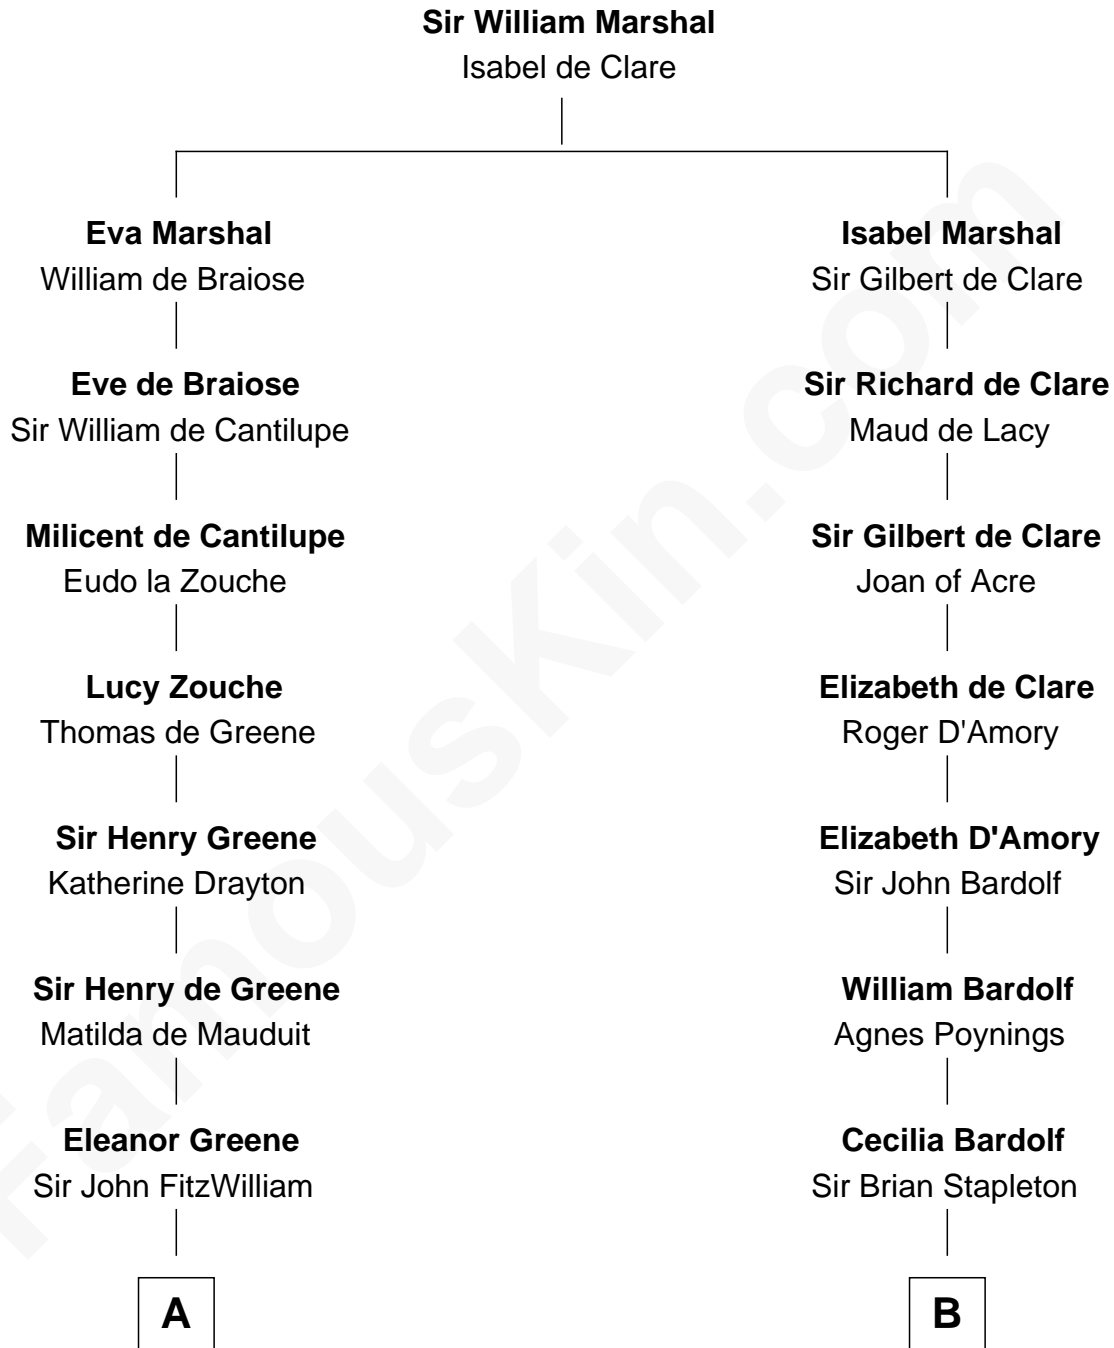 Sir William Marshal
Isabel de Clare
Eva Marshal
William de Braiose
Eve de Braiose
Sir William de Cantilupe
Milicent de Cantilupe
Eudo la Zouche
Lucy Zouche
Thomas de Greene
Sir Henry Greene
Katherine Drayton
Sir Henry de Greene
Matilda de Mauduit
Eleanor Greene
Sir John FitzWilliam
A
Isabel Marshal
Sir Gilbert de Clare
Sir Richard de Clare
Maud de Lacy
Sir Gilbert de Clare
Joan of Acre
Elizabeth de Clare
Roger D'Amory
Elizabeth D'Amory
Sir John Bardolf
William Bardolf
Agnes Poynings
Cecilia Bardolf
Sir Brian Stapleton
B
FamousKin.com